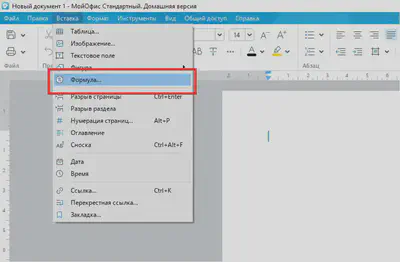 Новый документ 1 - МойОфис Стандартный. Домашняя версия
Файл Правка Вставка Формат Инструменты Вид Общий доступ Справка
Файл
Таблица...
Изображение...
Текстовое поле
Фигура
Формула...
Разрыв страницы Ctrl+Enter
Разрыв раздела
Нумерация страниц... Alt+P
Оглавление
Сноска Ctrl+Alt+F
Дата
Время
Ссылка... Ctrl+K
Перекрестная ссылка...
Закладка...
14
Абзац